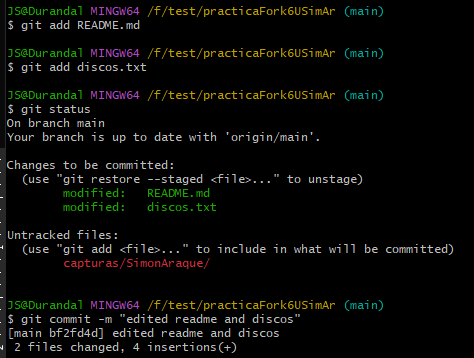 JS@Durandal MINGW64 /f/test/practicaFork6USimAr (main)
$ git add README.md
JS@Durandal MINGW64 /f/test/practicaFork6USimAr (main)
$ git add discos.txt
JS@Durandal MINGW64 /f/test/practicaFork6USimAr (main)
$ git status
On branch main
Your branch is up to date with 'origin/main'.
Changes to be committed:
(use "git restore --staged <file>..." to unstage)
modified: README.md
modified: discos.txt
Untracked files:
(use "git add <file>..." to include in what will be committed)
capturas/SimonAraque/
JS@Durandal MINGW64 /f/test/practicaFork6USimAr (main)
$ git commit -m "edited readme and discos"
[main bf2fd4d] edited readme and discos
2 files changed, 4 insertions(+)